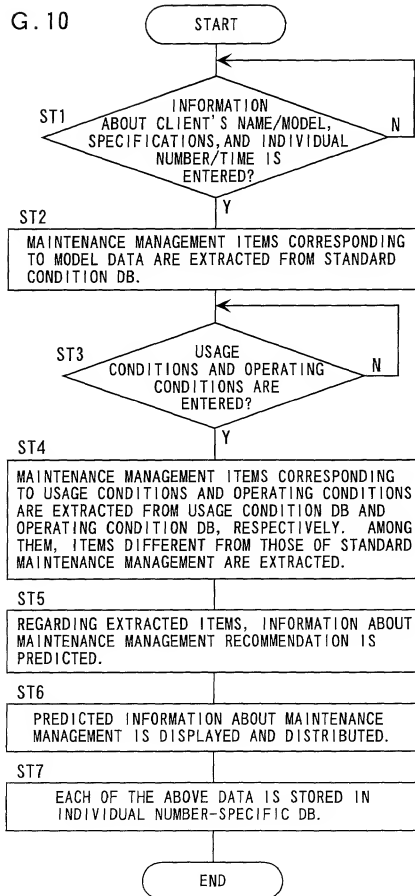 G.10
START
ST1
INFORMATION
ABOUT CLIENT'S NAME/MODEL,
SPECIFICATIONS, AND INDIVIDUAL
NUMBER/TIME IS
ENTERED?
N
Y
ST2
MAINTENANCE MANAGEMENT ITEMS CORRESPONDING
TO MODEL DATA ARE EXTRACTED FROM STANDARD
CONDITION DB.
ST3
USAGE
CONDITIONS AND OPERATING
CONDITIONS ARE
ENTERED?
N
Y
ST4
MAINTENANCE MANAGEMENT ITEMS CORRESPONDING
TO USAGE CONDITIONS AND OPERATING CONDITIONS
ARE EXTRACTED FROM USAGE CONDITION DB AND
OPERATING CONDITION DB, RESPECTIVELY. AMONG
THEM, ITEMS DIFFERENT FROM THOSE OF STANDARD
MAINTENANCE MANAGEMENT ARE EXTRACTED.
ST5
REGARDING EXTRACTED ITEMS, INFORMATION ABOUT
MAINTENANCE MANAGEMENT RECOMMENDATION IS
PREDICTED.
ST6
PREDICTED INFORMATION ABOUT MAINTENANCE
MANAGEMENT IS DISPLAYED AND DISTRIBUTED.
ST7
EACH OF THE ABOVE DATA IS STORED IN
INDIVIDUAL NUMBER-SPECIFIC DB.
END